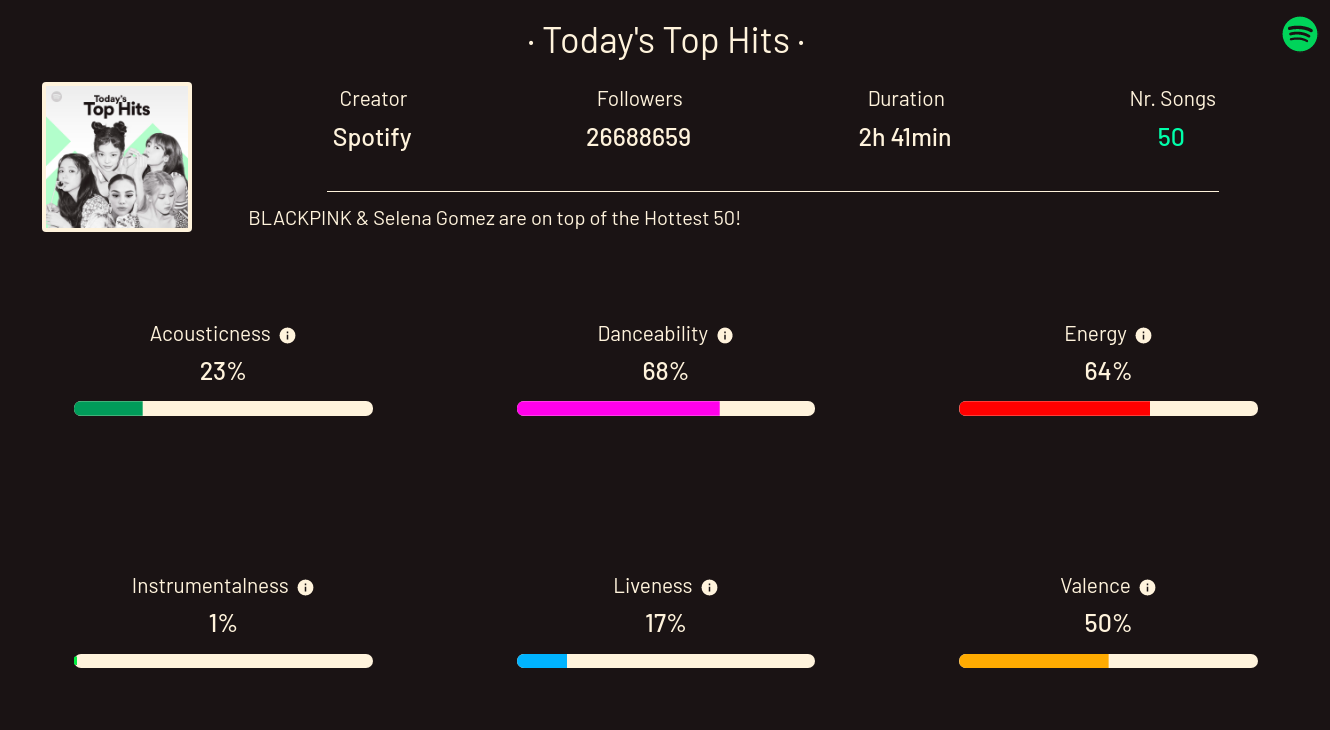 · Today's Top Hits ·
Today's
Top Hits
Creator
Followers
Duration
Nr. Songs
Spotify
26688659
2h 41min
50
BLACKPINK & Selena Gomez are on top of the Hottest 50!
Acousticness i
Danceability i
Energy i
23%
68%
64%
Instrumentalness i
Liveness i
Valence i
1%
17%
50%